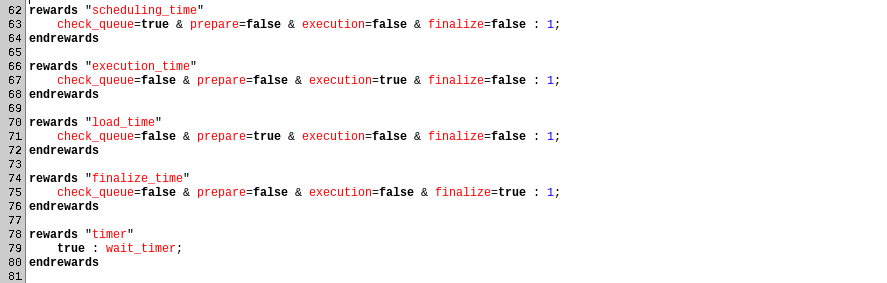 62 rewards "scheduling_time"
63     check_queue=true & prepare=false & execution=false & finalize=false : 1;
64 endrewards
65
66 rewards "execution_time"
67     check_queue=false & prepare=false & execution=true & finalize=false : 1;
68 endrewards
69
70 rewards "load_time"
71     check_queue=false & prepare=true & execution=false & finalize=false : 1;
72 endrewards
73
74 rewards "finalize_time"
75     check_queue=false & prepare=false & execution=false & finalize=true : 1;
76 endrewards
77
78 rewards "timer"
79     true : wait_timer;
80 endrewards
81